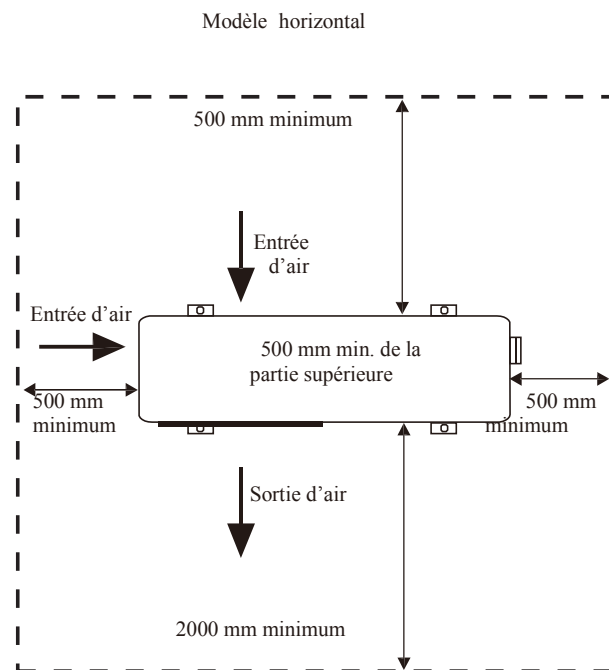 Modèle horizontal
500 mm minimum
Entrée
d'air
Entrée d'air
500 mm min. de la
partie supérieure
500 mm
minimum
500 mm
minimum
Sortie d'air
2000 mm minimum